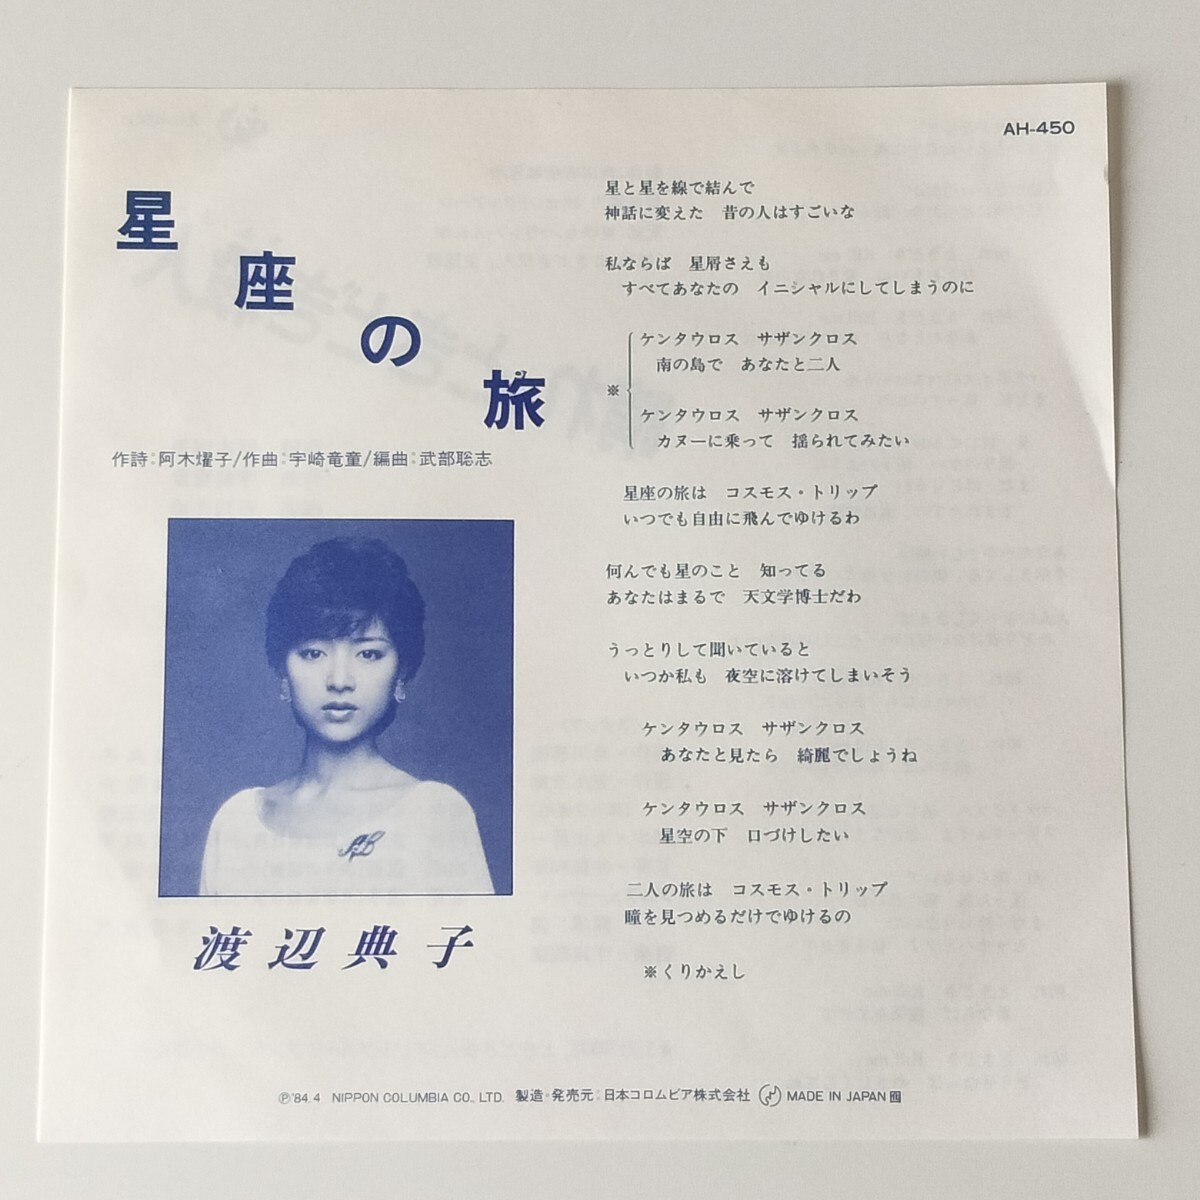 AH-450
星座の旅
作詩:阿木燿子/作曲:宇崎竜童/編曲:武部聡志
渡辺典子
星と星を線で結んで
神話に変えた　昔の人はすごいな
私ならば　星屑さえも
すべてあなたの　イニシャルにしてしまうのに
※
ケンタウロス　サザンクロス
南の島で　あなたと二人
ケンタウロス　サザンクロス
カヌーに乗って　揺られてみたい
星座の旅は　コスモス・トリップ
いつでも自由に飛んでゆけるわ
何んでも星のこと　知ってる
あなたはまるで　天文学博士だわ
うっとりして聞いていると
いつか私も　夜空に溶けてしまいそう
ケンタウロス　サザンクロス
あなたと見たら　綺麗でしょうね
ケンタウロス　サザンクロス
星空の下　口づけしたい
二人の旅は　コスモス・トリップ
瞳を見つめるだけでゆけるの
※くりかえし
Ⓟ'84.4 NIPPON COLUMBIA CO., LTD. 製造・発売元:日本コロムビア株式会社 MADE IN JAPAN